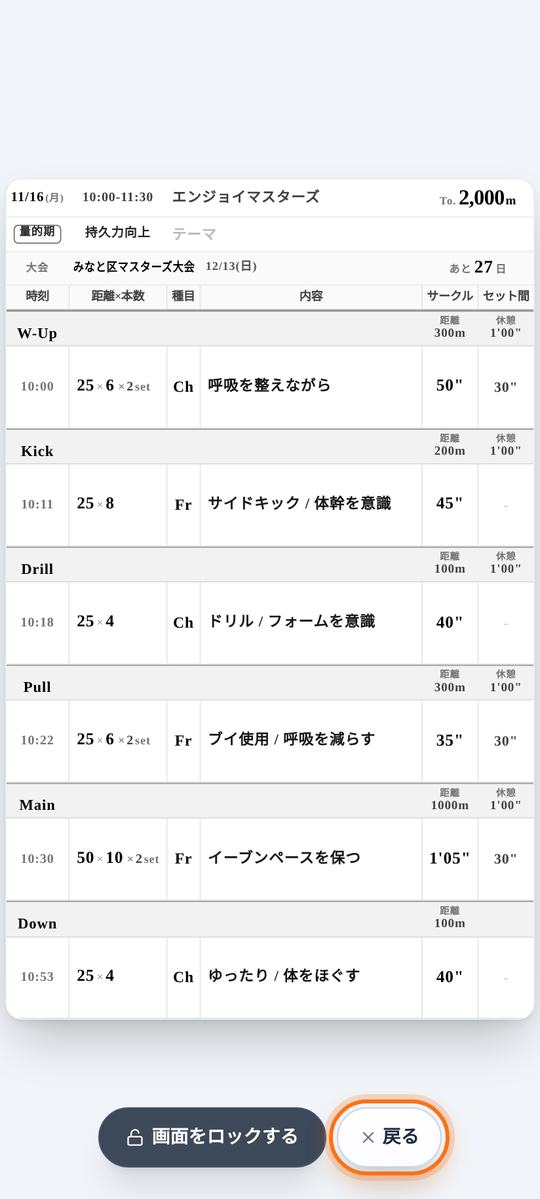 11/16(月) 10:00-11:30 エンジョイマスターズ To. 2,000m
量的期 持久力向上 テーマ
大会 みなと区マスターズ大会 12/13(日) あと 27 日
時刻 距離×本数 種目 内容 サークル セット間
W-Up 距離 300m 休憩 1'00"
10:00 25×6×2set Ch 呼吸を整えながら 50" 30"
Kick 距離 200m 休憩 1'00"
10:11 25×8 Fr サイドキック / 体幹を意識 45" -
Drill 距離 100m 休憩 1'00"
10:18 25×4 Ch ドリル / フォームを意識 40" -
Pull 距離 300m 休憩 1'00"
10:22 25×6×2set Fr ブイ使用 / 呼吸を減らす 35" 30"
Main 距離 1000m 休憩 1'00"
10:30 50×10×2set Fr イーブンペースを保つ 1'05" 30"
Down 距離 100m
10:53 25×4 Ch ゆったり / 体をほぐす 40" -
画面をロックする × 戻る